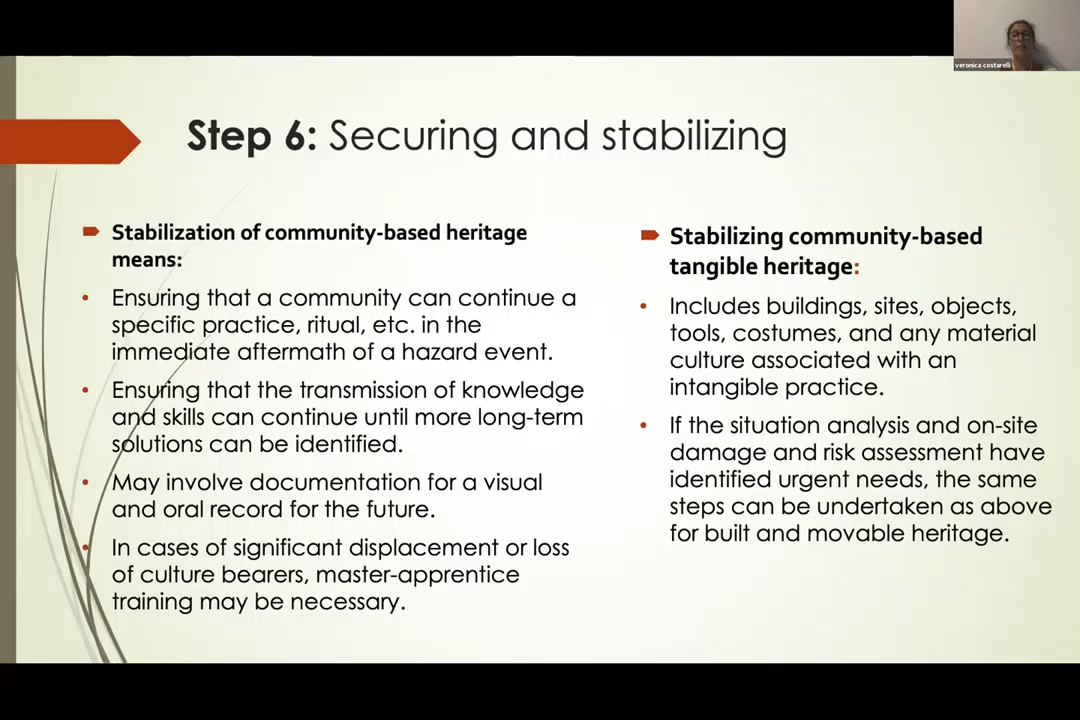 veronica costarelli
Step 6: Securing and stabilizing
Stabilization of community-based heritage
means:
• Ensuring that a community can continue a
specific practice, ritual, etc. in the
immediate aftermath of a hazard event.
• Ensuring that the transmission of knowledge
and skills can continue until more long-term
solutions can be identified.
• May involve documentation for a visual
and oral record for the future.
• In cases of significant displacement or loss
of culture bearers, master-apprentice
training may be necessary.
Stabilizing community-based
tangible heritage:
• Includes buildings, sites, objects,
tools, costumes, and any material
culture associated with an
intangible practice.
• If the situation analysis and on-site
damage and risk assessment have
identified urgent needs, the same
steps can be undertaken as above
for built and movable heritage.